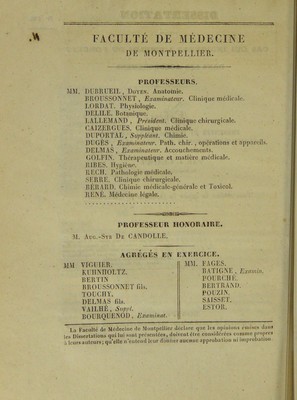 FACULTÉ DE MÉDECINE
DE MONTPELLIER.
PROFESSEURS.
MM. DUBRUEIL, DOYEN. Anatomie.
BROUSSONNET, Examinateur. Clinique médicale.
LORDAT. Physiologie.
DELILE. Botanique.
LALLEMAND, Président. Clinique chirurgicale.
CAIZERGUES. Clinique médicale.
DUPORTAL, Suppléant. Chimie.
DUGÈS, Examinateur. Path. chir., opérations et appareils.
DELMAS, Examinateur. Accouchements.
GOLFIN. Thérapeutique et matière médicale.
RIBES. Hygiène.
RECH. Pathologie médicale.
SERRE. Clinique chirurgicale.
BÉRARD. Chimie médicale-générale et Toxicol.
RENÉ. Médecine légale.
PROFESSEUR HONORAIRE.
M. AUG.-PYR. DE CANDOLLE.
AGRÉGÉS EN EXERCICE.
MM VIGUIER.
KUHNHOLTZ.
BERTIN
BROUSSONNET fils.
TOUCHY.
DELMAS fils.
VAILHÉ, Suppl.
BOURQUENOD, Examinat.
MM. FAGES.
BATIGNE, Examin.
POURCHÉ.
BERTRAND.
POUZIN.
SAISSET.
ESTOR.
La Faculté de Médecine de Montpellier déclare que les opinions émises dans
les Dissertations qui lui sont présentées, doivent être considérées comme propres
à leurs auteurs; qu'elle n'entend leur donner aucune approbation ni improbation.